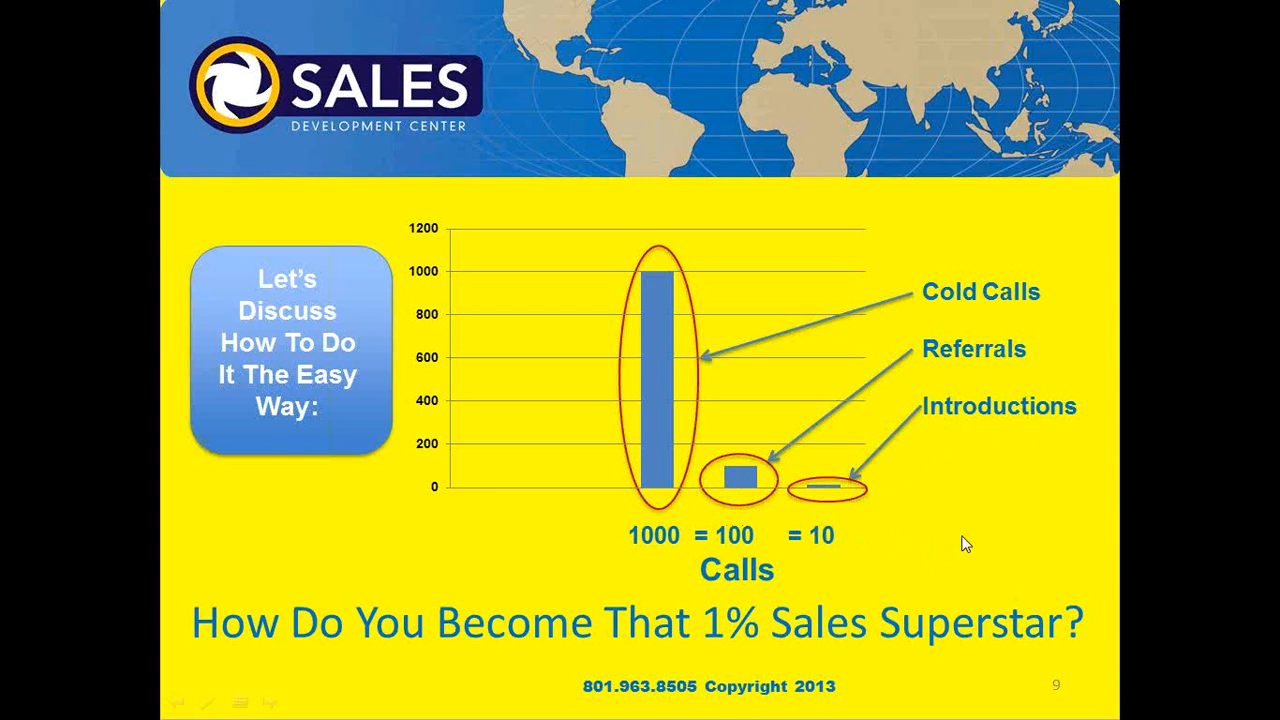 SALES
DEVELOPMENT CENTER
Let's
Discuss
How To Do
It The Easy
Way:
1200
1000
800
600
400
200
0
Cold Calls
Referrals
Introductions
1000 = 100 = 10
Calls
How Do You Become That 1% Sales Superstar?
801.963.8505 Copyright 2013
9